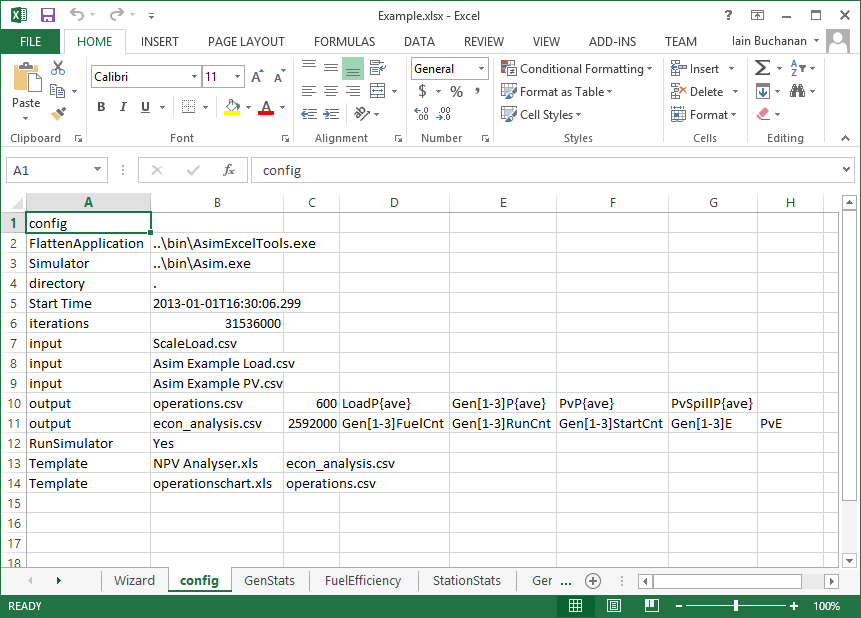 Example.xlsx - Excel
FILE HOME INSERT PAGE LAYOUT FORMULAS DATA REVIEW VIEW ADD-INS TEAM Iain Buchanan
Paste
Calibri 11
B I U A
General
$ % ,
Conditional Formatting
Format as Table
Cell Styles
Insert
Delete
Format
Clipboard Font Alignment Number Styles Cells Editing
A1 fx config
A B C D E F G H
1 config
2 FlattenApplication ..\bin\AsimExcelTools.exe
3 Simulator ..\bin\Asim.exe
4 directory .
5 Start Time 2013-01-01T16:30:06.299
6 iterations 31536000
7 input ScaleLoad.csv
8 input Asim Example Load.csv
9 input Asim Example PV.csv
10 output operations.csv 600 LoadP{ave} Gen[1-3]P{ave} PvP{ave} PvSpillP{ave}
11 output econ_analysis.csv 2592000 Gen[1-3]FuelCnt Gen[1-3]RunCnt Gen[1-3]StartCnt Gen[1-3]E PvE
12 RunSimulator Yes
13 Template NPV Analyser.xls econ_analysis.csv
14 Template operationschart.xls operations.csv
15
16
17
18
Wizard config GenStats FuelEfficiency StationStats Ger ...
READY 100%